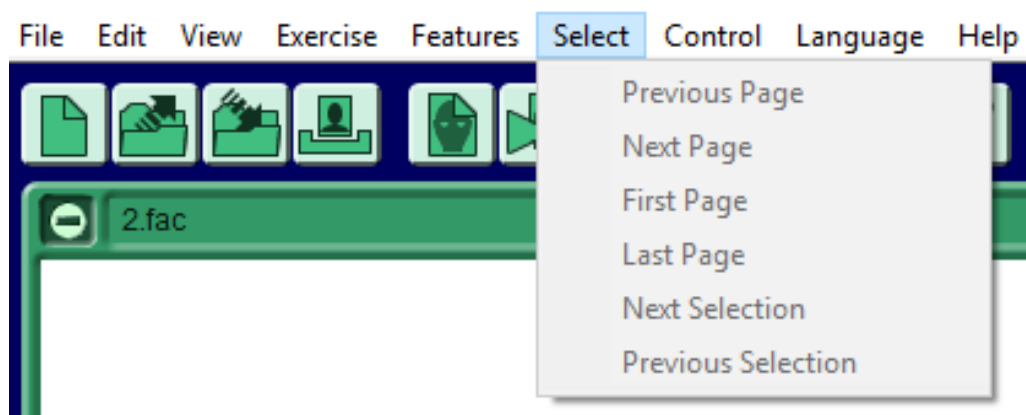 File Edit View Exercise Features Select Control Language Help
2.fac
Previous Page
Next Page
First Page
Last Page
Next Selection
Previous Selection